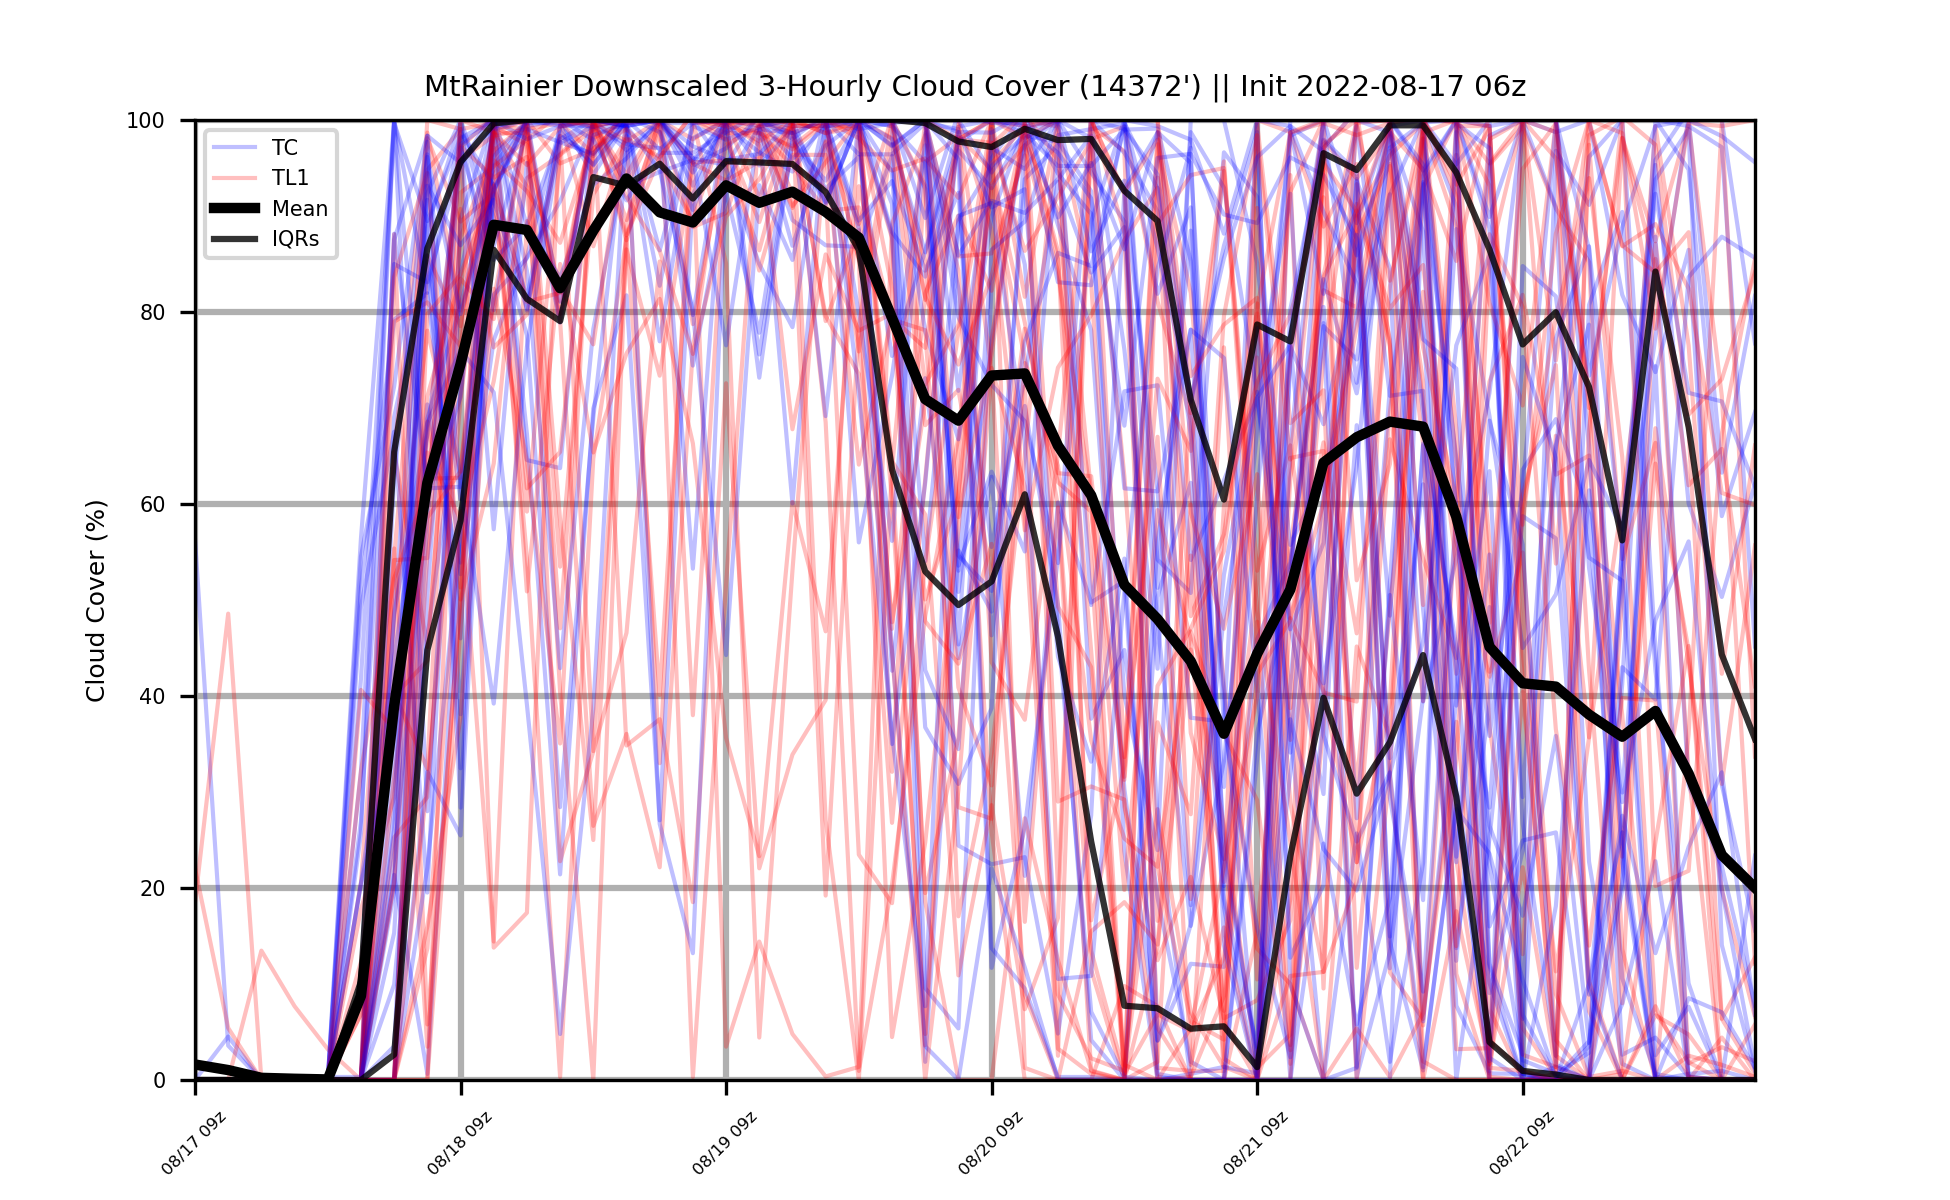 MtRainier Downscaled 3-Hourly Cloud Cover (14372') || Init 2022-08-17 06z
TC
TL1
Mean
IQRs
Cloud Cover (%)
100
80
60
40
20
0
08/17 09z
08/18 09z
08/19 09z
08/20 09z
08/21 09z
08/22 09z